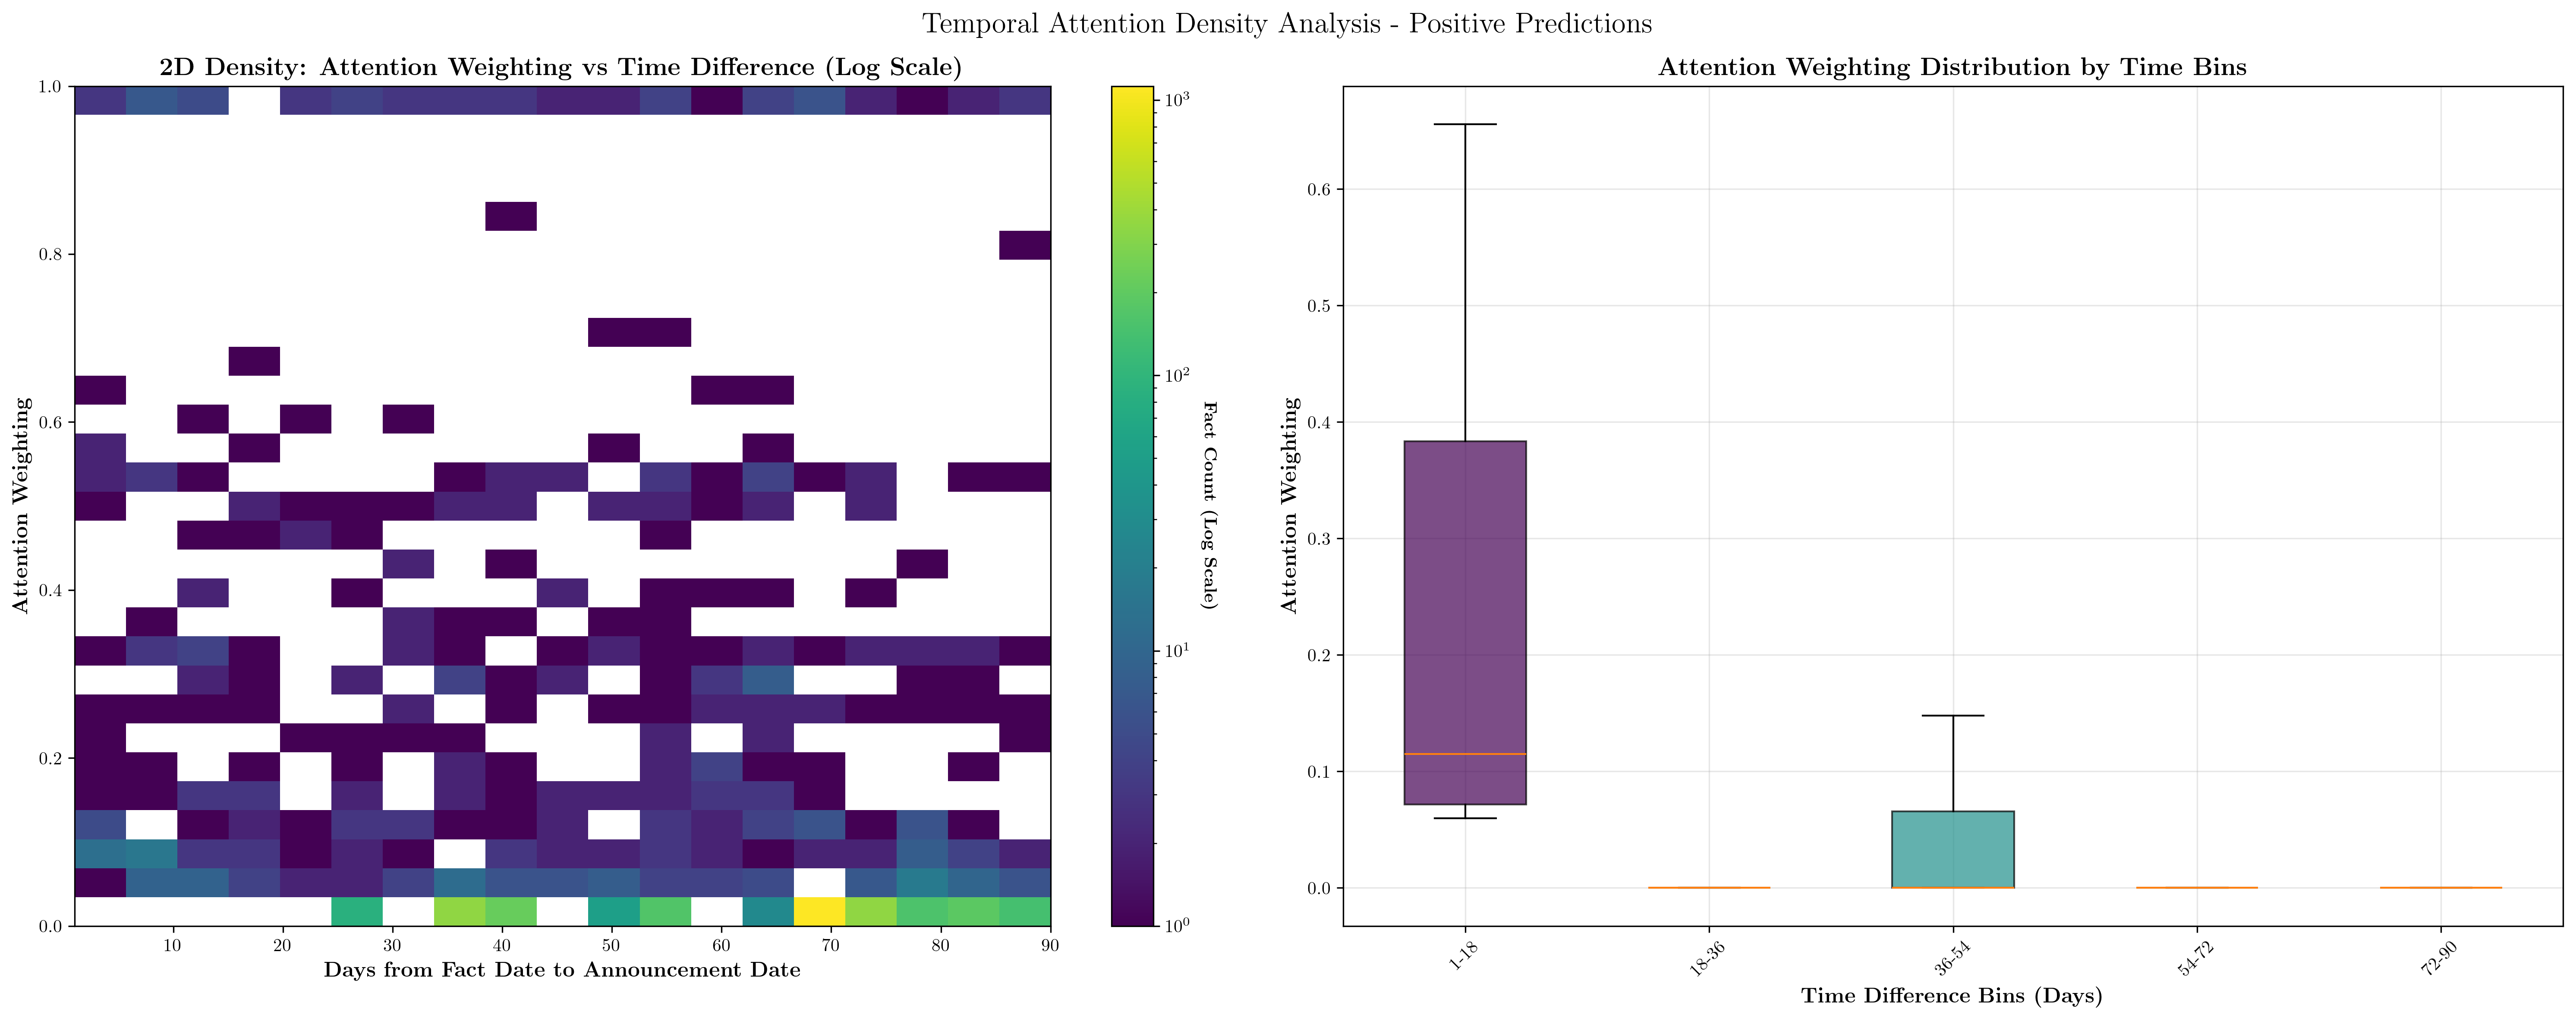 Temporal Attention Density Analysis - Positive Predictions
2D Density: Attention Weighting vs Time Difference (Log Scale)
Attention Weighting
1.0
0.8
0.6
0.4
0.2
0.0
10 20 30 40 50 60 70 80 90
Days from Fact Date to Announcement Date
10³
10²
10¹
10⁰
Fact Count (Log Scale)
Attention Weighting Distribution by Time Bins
Attention Weighting
0.6
0.5
0.4
0.3
0.2
0.1
0.0
1-18 18-36 36-54 54-72 72-90
Time Difference Bins (Days)